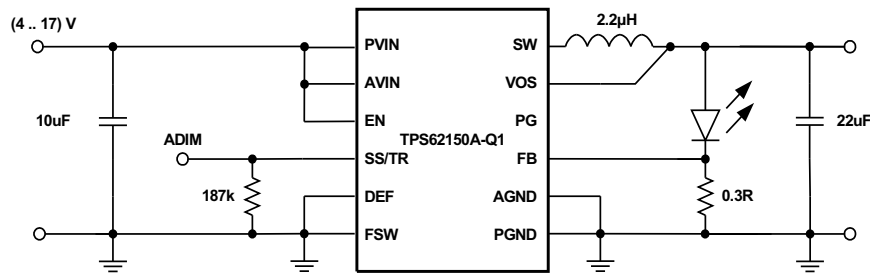 (4 .. 17) V
2.2µH
PVIN
SW
AVIN
VOS
10uF
EN
PG
22uF
TPS62150A-Q1
ADIM
SS/TR
FB
187k
DEF
AGND
0.3R
FSW
PGND